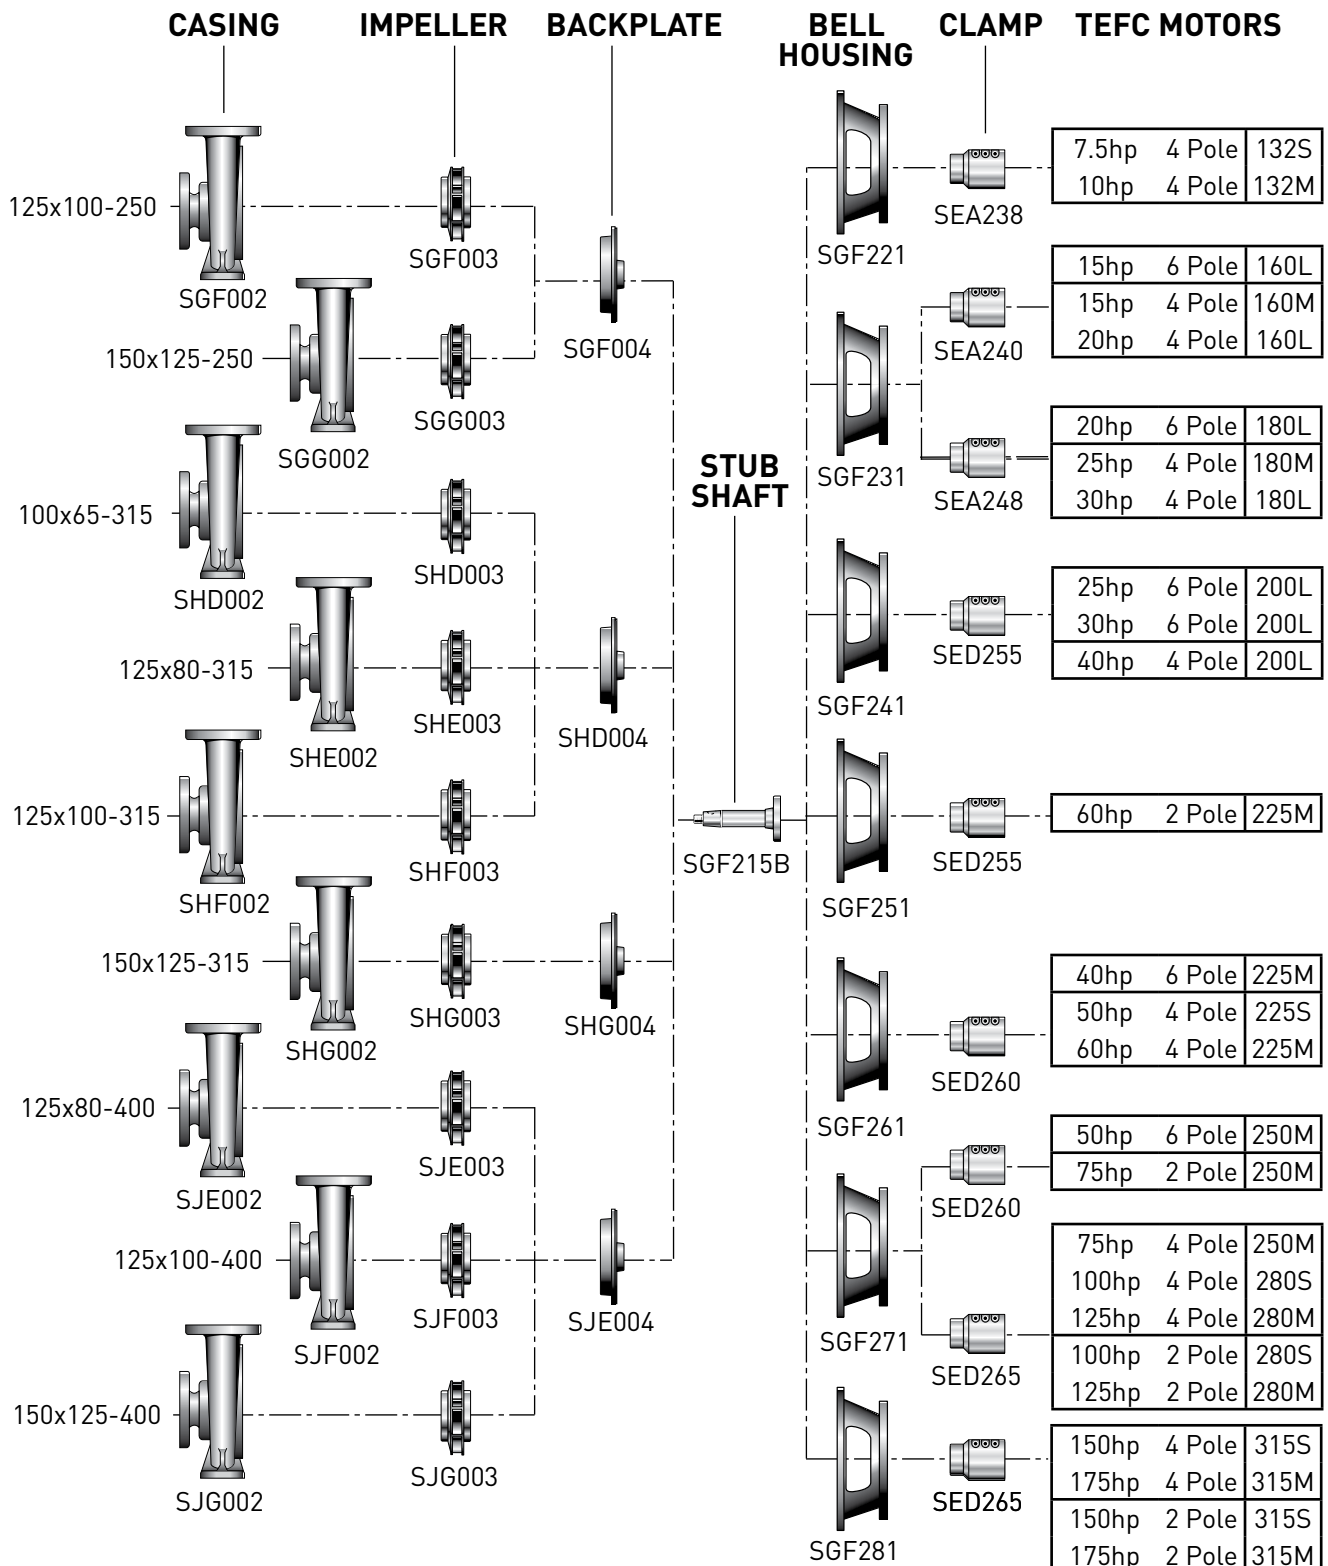 CASING
IMPELLER
BACKPLATE
BELL
HOUSING
CLAMP
TEFC MOTORS
125x100-250
SGF002
SGF003
150x125-250
SGG002
SGG003
SGF004
100x65-315
SHD002
SHD003
125x80-315
SHE002
SHE003
SHD004
125x100-315
SHF002
SHF003
150x125-315
SHG002
SHG003
SHG004
125x80-400
SJE002
SJE003
125x100-400
SJF002
SJF003
SJE004
150x125-400
SJG002
SJG003
STUB
SHAFT
SGF215B
SGF221
SEA238
7.5hp 4 Pole 132S
10hp 4 Pole 132M
SGF231
SEA240
15hp 6 Pole 160L
15hp 4 Pole 160M
20hp 4 Pole 160L
SEA248
20hp 6 Pole 180L
25hp 4 Pole 180M
30hp 4 Pole 180L
SGF241
SED255
25hp 6 Pole 200L
30hp 6 Pole 200L
40hp 4 Pole 200L
SGF251
SED255
60hp 2 Pole 225M
SGF261
SED260
40hp 6 Pole 225M
50hp 4 Pole 225S
60hp 4 Pole 225M
SGF271
SED260
50hp 6 Pole 250M
75hp 2 Pole 250M
SED265
75hp 4 Pole 250M
100hp 4 Pole 280S
125hp 4 Pole 280M
100hp 2 Pole 280S
125hp 2 Pole 280M
SGF281
SED265
150hp 4 Pole 315S
175hp 4 Pole 315M
150hp 2 Pole 315S
175hp 2 Pole 315M